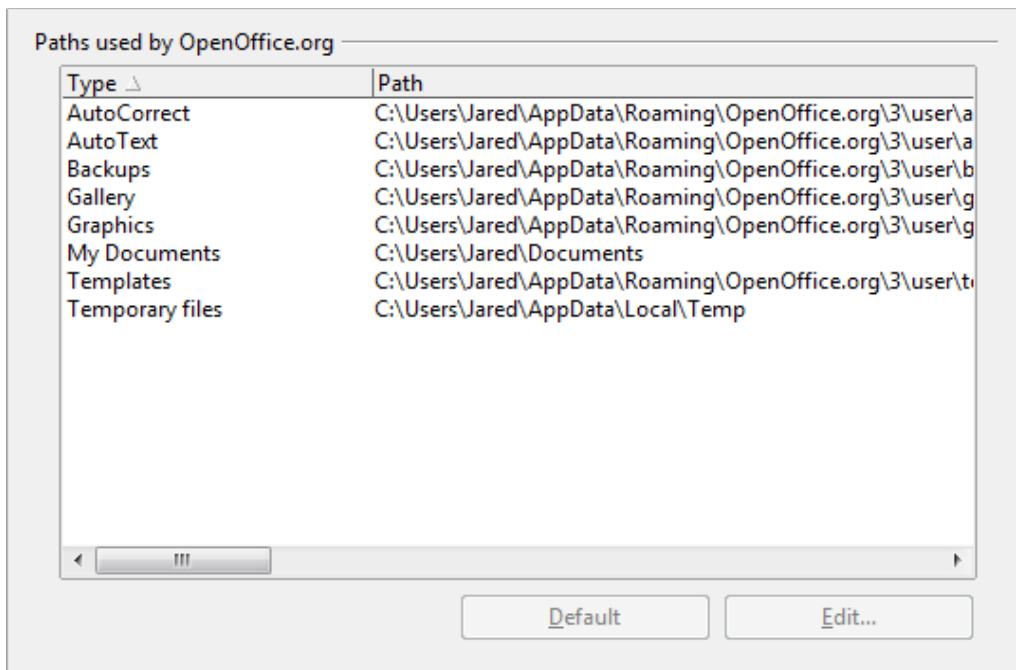 Paths used by OpenOffice.org
Type Path
AutoCorrect C:\Users\Jared\AppData\Roaming\OpenOffice.org\3\user\a
AutoText C:\Users\Jared\AppData\Roaming\OpenOffice.org\3\user\a
Backups C:\Users\Jared\AppData\Roaming\OpenOffice.org\3\user\b
Gallery C:\Users\Jared\AppData\Roaming\OpenOffice.org\3\user\g
Graphics C:\Users\Jared\AppData\Roaming\OpenOffice.org\3\user\g
My Documents C:\Users\Jared\Documents
Templates C:\Users\Jared\AppData\Roaming\OpenOffice.org\3\user\t
Temporary files C:\Users\Jared\AppData\Local\Temp
Default Edit...